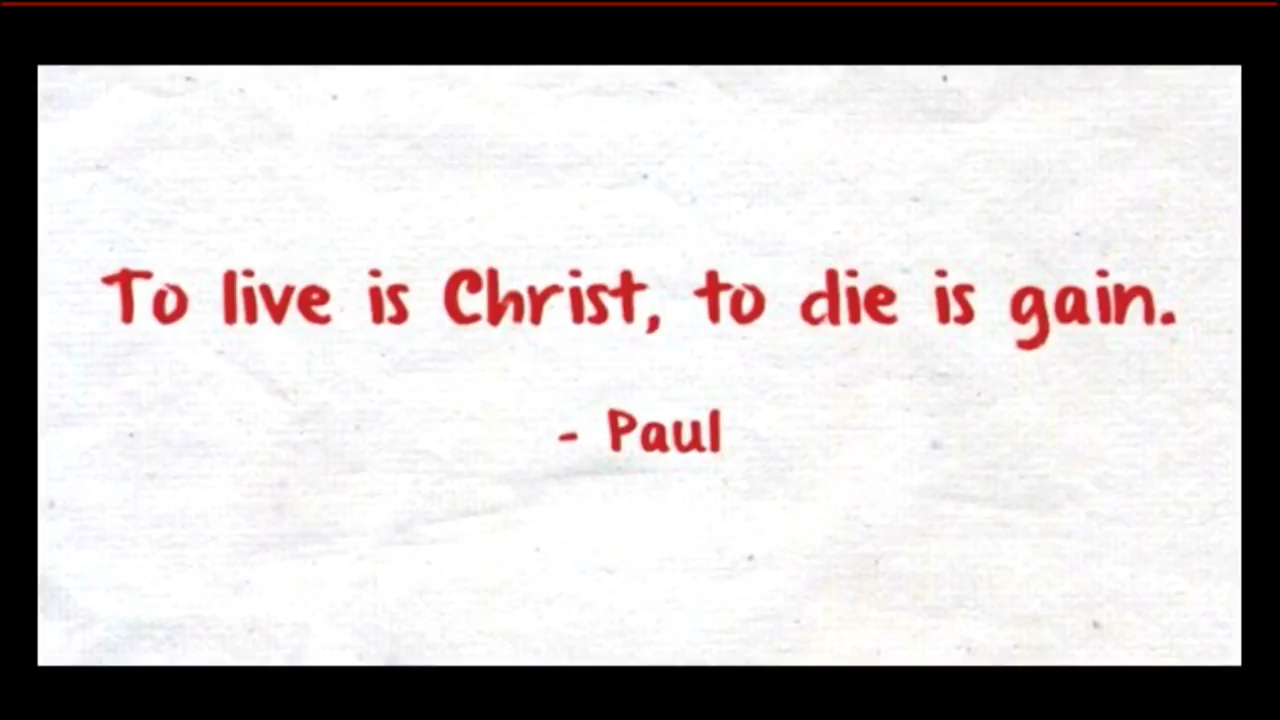 To live is Christ, to die is gain.
- Paul